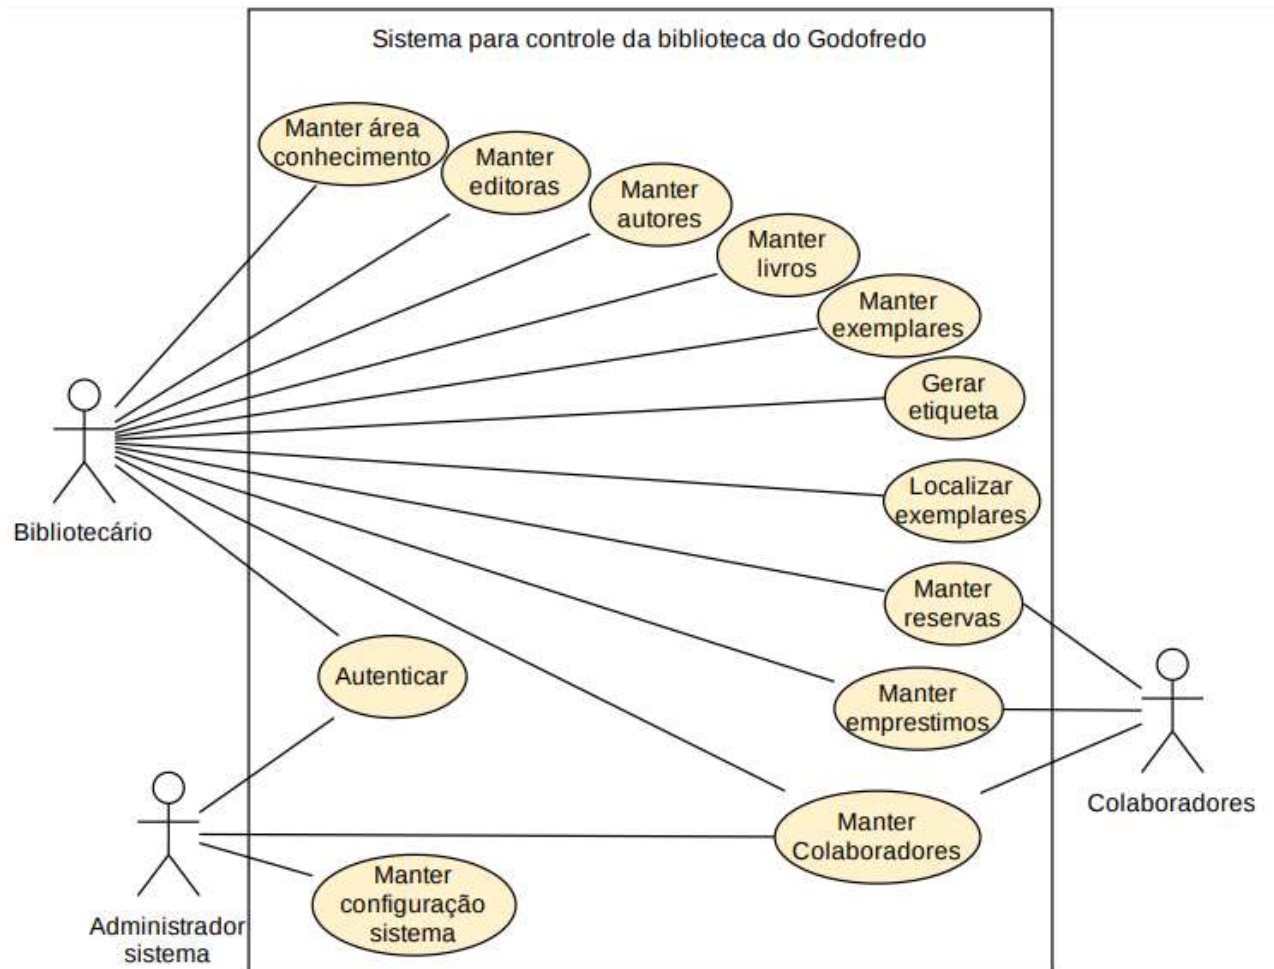 Sistema para controle da biblioteca do Godofredo
Manter área
conhecimento
Manter
editoras
Manter
autores
Manter
livros
Manter
exemplares
Gerar
etiqueta
Localizar
exemplares
Bibliotecário
Manter
reservas
Autenticar
Manter
emprestimos
Colaboradores
Manter
Colaboradores
Manter
configuração
sistema
Administrador
sistema